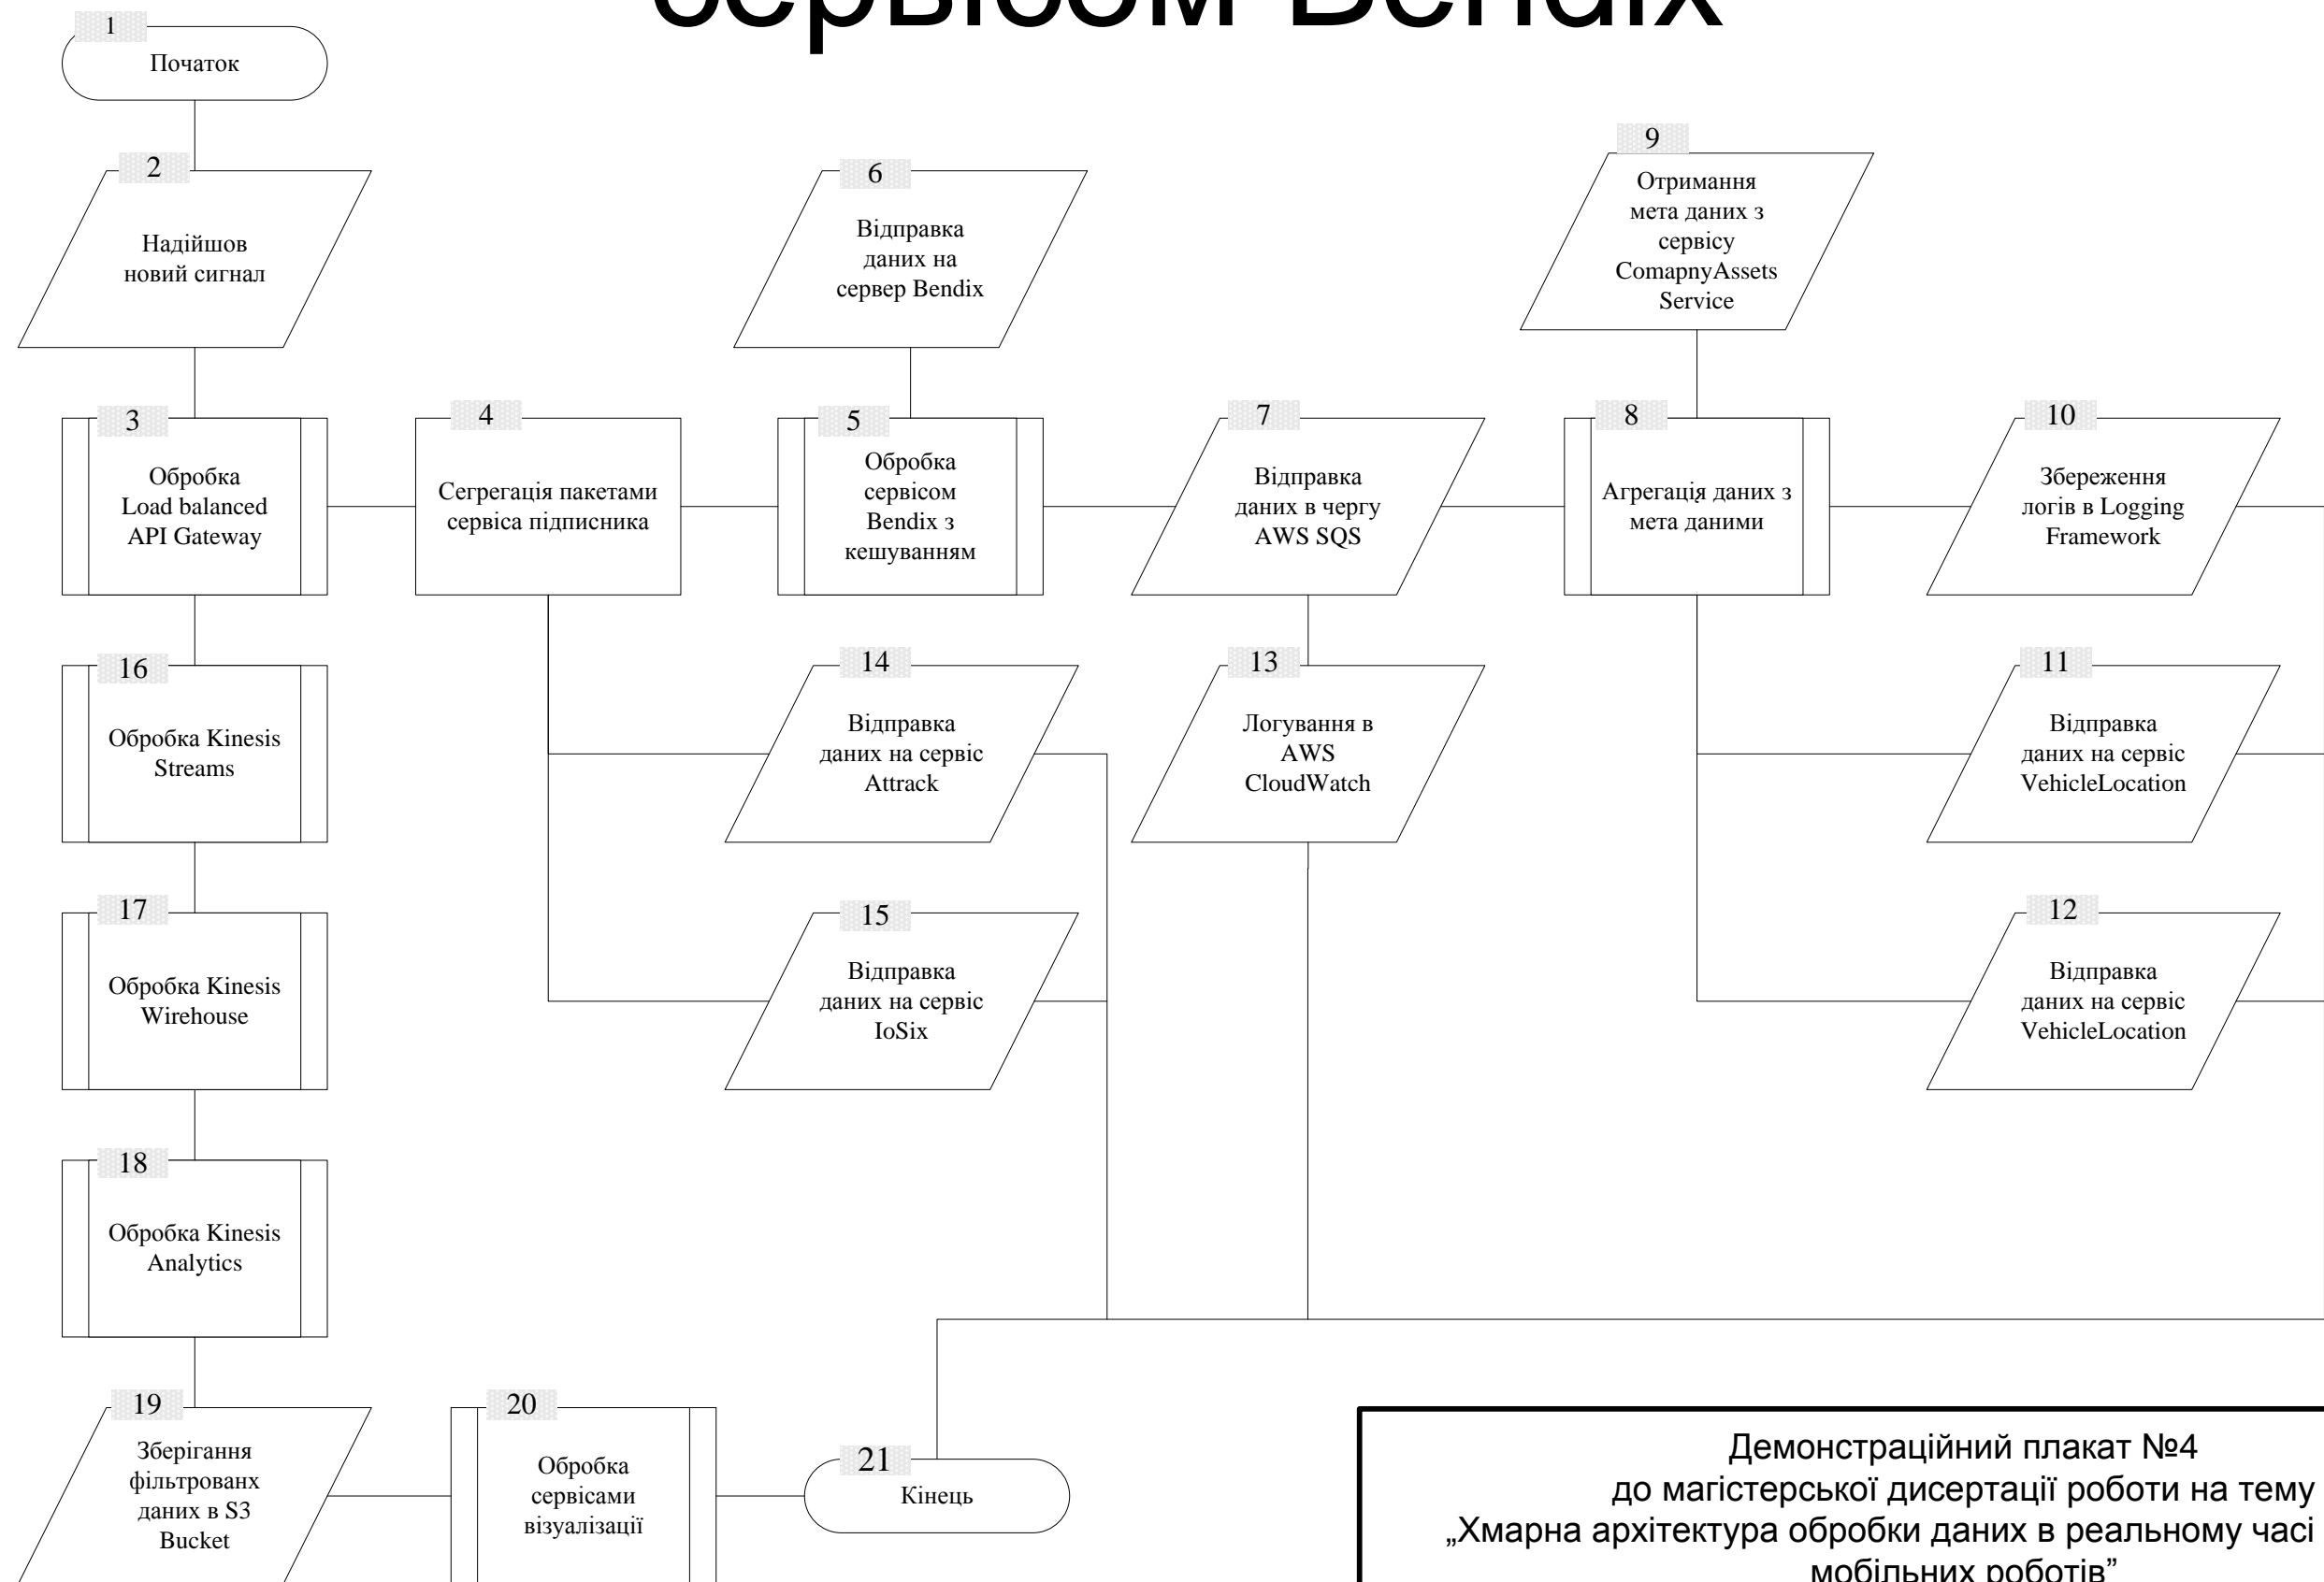 сервісом Bendix
1
Початок
2
Надійшов
новий сигнал
6
Відправка
даних на
сервер Bendix
9
Отримання
мета даних з
сервісу
ComapnyAssets
Service
3
Обробка
Load balanced
API Gateway
4
Сегрегація пакетами
сервіса підписника
5
Обробка
сервісом
Bendix з
кешуванням
7
Відправка
даних в чергу
AWS SQS
8
Агрегація даних з
мета даними
10
Збереження
логів в Logging
Framework
16
Обробка Kinesis
Streams
14
Відправка
даних на сервіс
Attrack
13
Логування в
AWS
CloudWatch
11
Відправка
даних на сервіс
VehicleLocation
17
Обробка Kinesis
Wirehouse
15
Відправка
даних на сервіс
IoSix
12
Відправка
даних на сервіс
VehicleLocation
18
Обробка Kinesis
Analytics
19
Зберігання
фільтрованх
даних в S3
Bucket
20
Обробка
сервісами
візуалізації
21
Кінець
Демонстраційний плакат №4
до магістерської дисертації роботи на тему
„Хмарна архітектура обробки даних в реальному часі
мобільних роботів”